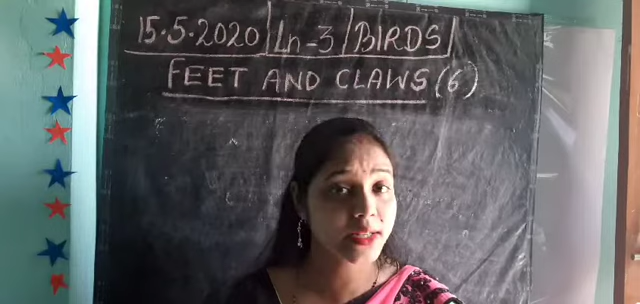 15.5.2020 | Ln-3 | BIRDS |
FEET AND CLAWS (6)